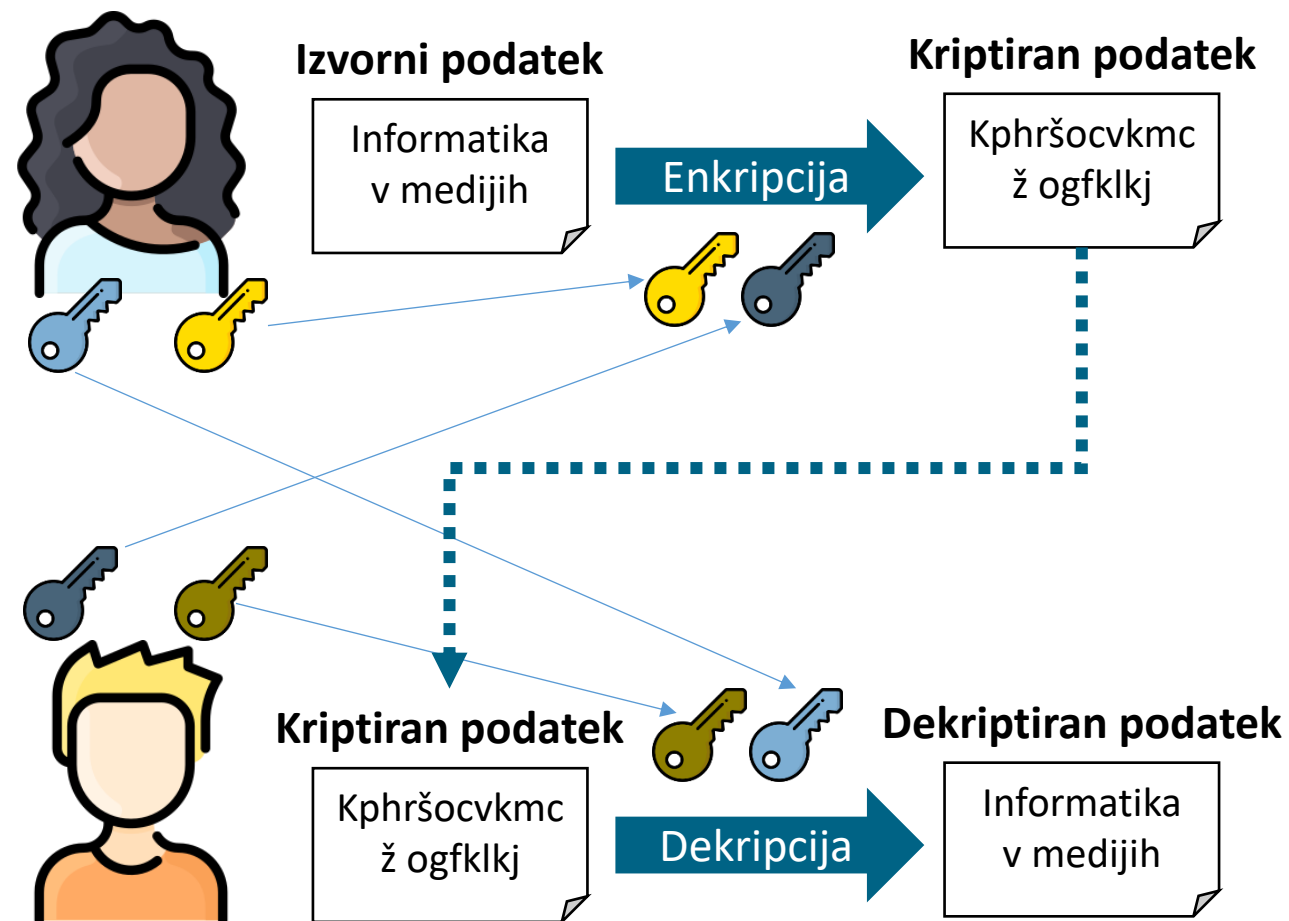 Izvorni podatek
Kriptiran podatek
Informatika
v medijih
Enkripcija
Kphršocvkmc
ž ogfklkj
Kriptiran podatek
Dekriptiran podatek
Kphršocvkmc
ž ogfklkj
Dekripcija
Informatika
v medijih